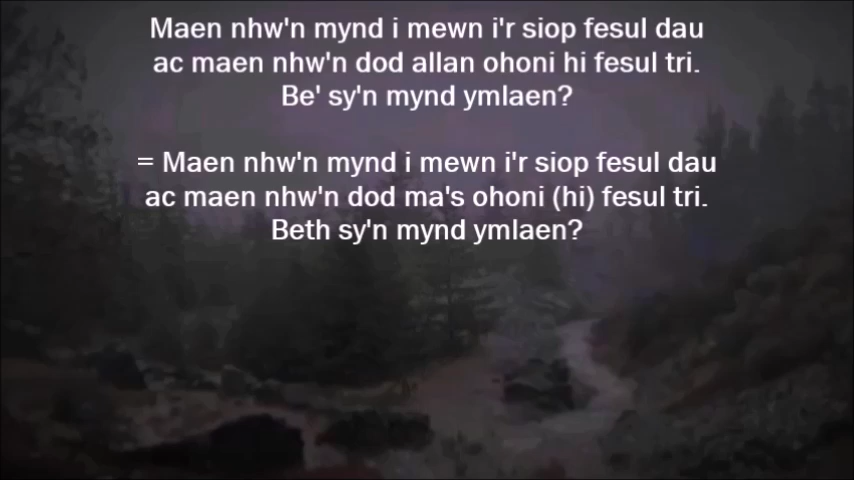 Maen nhw'n mynd i mewn i'r siop fesul dau
ac maen nhw'n dod allan ohoni hi fesul tri.
Be' sy'n mynd ymlaen?
= Maen nhw'n mynd i mewn i'r siop fesul dau
ac maen nhw'n dod ma's ohoni (hi) fesul tri.
Beth sy'n mynd ymlaen?